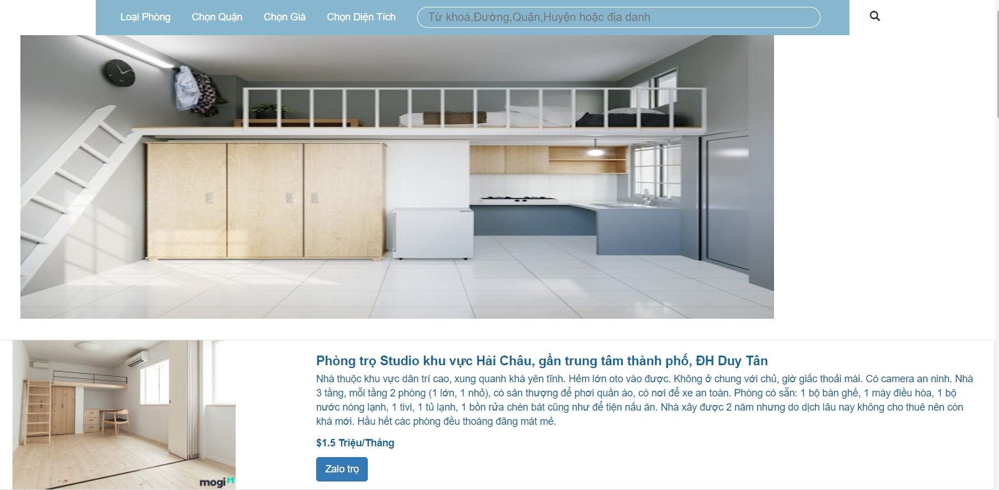 Loại Phòng Chọn Quận Chọn Giá Chọn Diện Tích Từ khoá,Đường,Quận,Huyện hoặc địa danh
Phòng trọ Studio khu vực Hải Châu, gần trung tâm thành phố, ĐH Duy Tân
Nhà thuộc khu vực dân trí cao, xung quanh khá yên tĩnh. Hẻm lớn oto vào được. Không ở chung với chủ, giờ giấc thoải mái. Có camera an ninh. Nhà
3 tầng, mỗi tầng 2 phòng (1 lớn, 1 nhỏ), có sân thượng để phơi quần áo, có nơi để xe an toàn. Phòng có sẵn: 1 bộ bàn ghế, 1 máy điều hòa, 1 bộ
nước nóng lạnh, 1 tivi, 1 tủ lạnh, 1 bồn rửa chén bát cũng như để tiện nấu ăn. Nhà xây được 2 năm nhưng do dịch lâu nay không cho thuê nên còn
khá mới. Hầu hết các phòng đều thoáng đãng mát mẻ.
$1.5 Triệu/Tháng
Zalo trọ
mogi